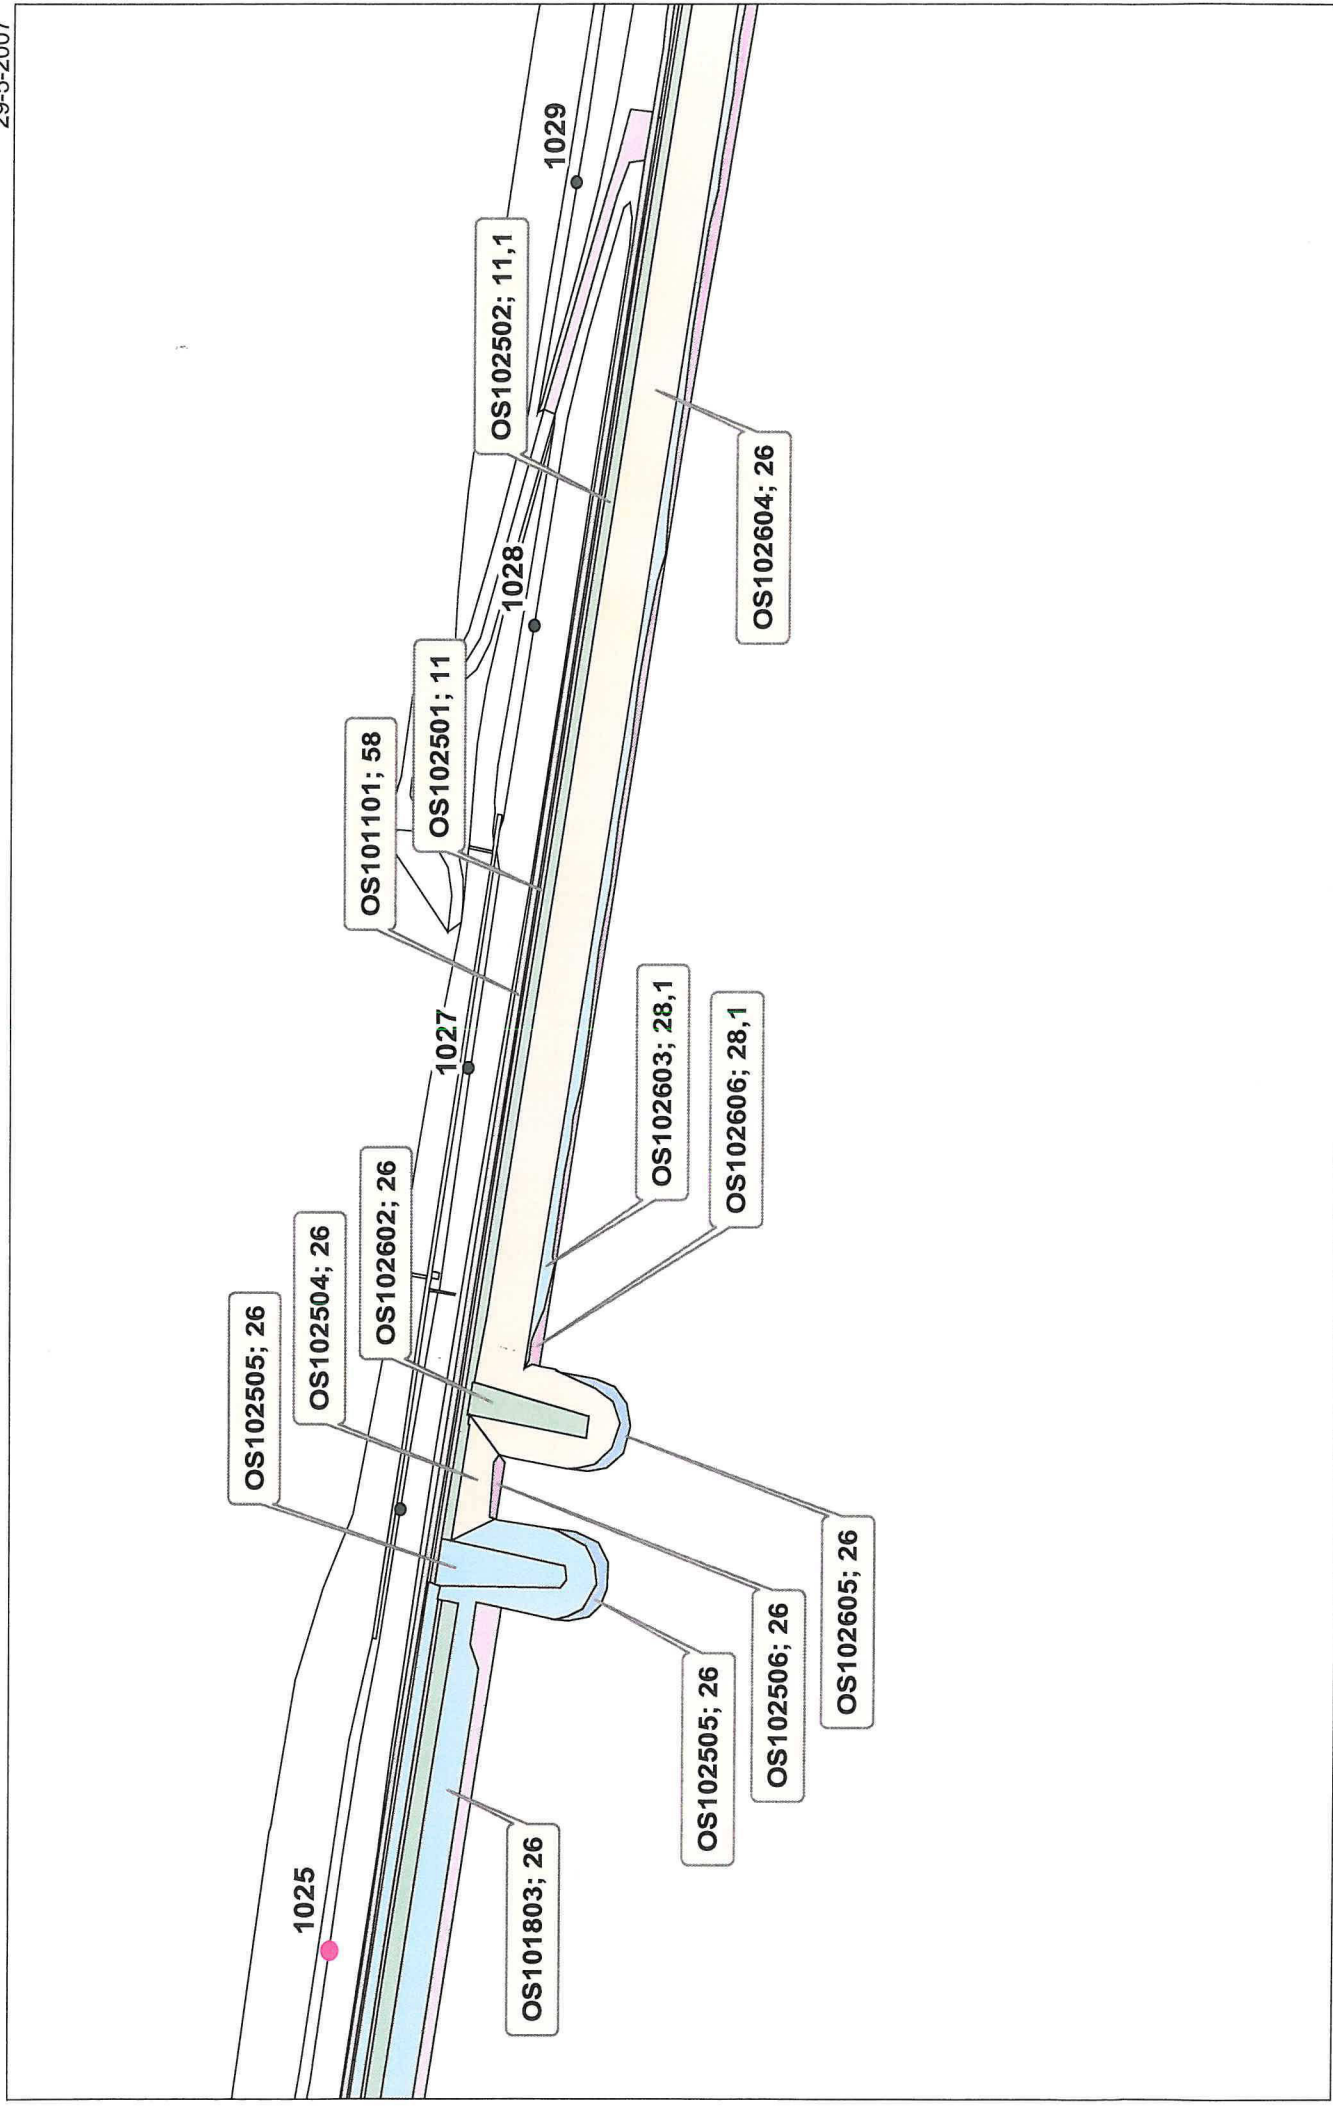 29-5-2007
1029
OS102502; 11,1
1028
OS102604; 26
OS102501; 11
OS101101; 58
1027
OS102603; 28,1
OS102606; 28,1
OS102602; 26
OS102504; 26
OS102505; 26
OS102605; 26
OS102506; 26
OS102505; 26
1025
OS101803; 26